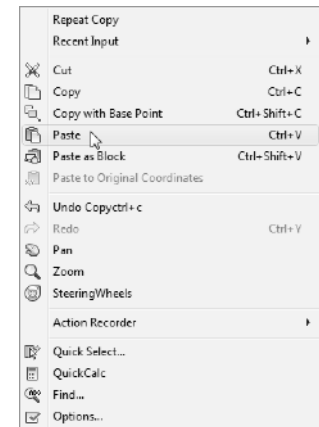 Repeat Copy
Recent Input
Cut Ctrl+X
Copy Ctrl+C
Copy with Base Point Ctrl+Shift+C
Paste Ctrl+V
Paste as Block Ctrl+Shift+V
Paste to Original Coordinates
Undo Copyctrl+c
Redo Ctrl+Y
Pan
Zoom
SteeringWheels
Action Recorder
Quick Select...
QuickCalc
Find...
Options...